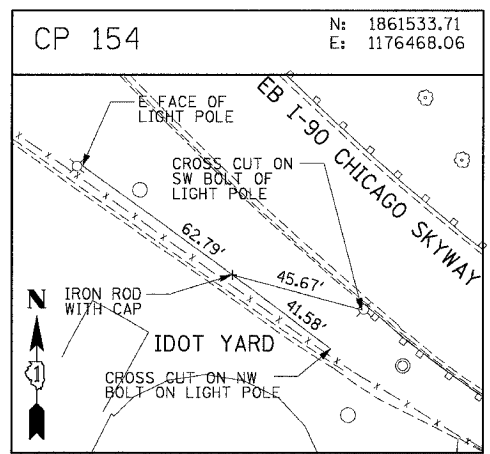 CP 154
N: 1861533.71
E: 1176468.06
E FACE OF
LIGHT POLE
EB I-90 CHICAGO SKYWAY
CROSS CUT ON
SW BOLT OF
LIGHT POLE
62.79'
45.67'
41.58'
N
IRON ROD
WITH CAP
1
IDOT YARD
CROSS CUT ON NW
BOLT ON LIGHT POLE